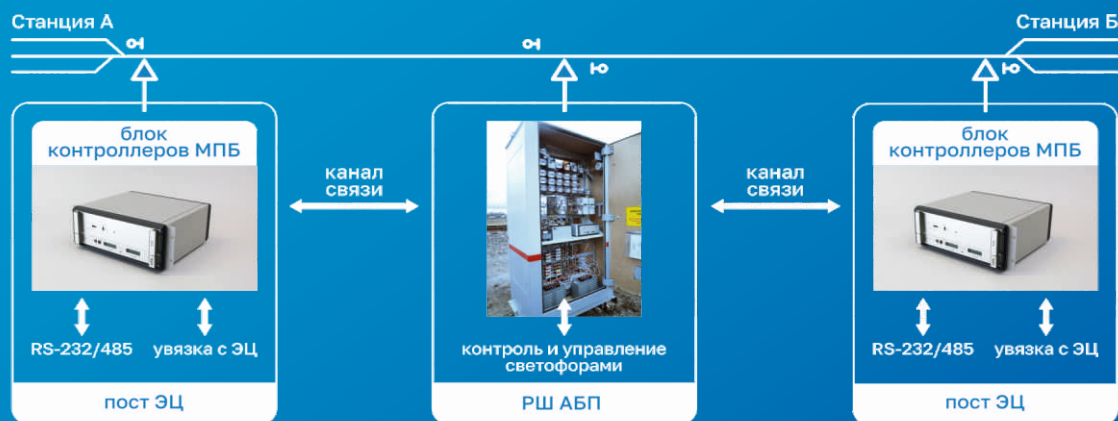 Станция А
Станция Б
блок
контроллеров МПБ
RS-232/485
увязка с ЭЦ
пост ЭЦ
канал
связи
контроль и управление
светофорами
РШ АБП
канал
связи
блок
контроллеров МПБ
RS-232/485
увязка с ЭЦ
пост ЭЦ